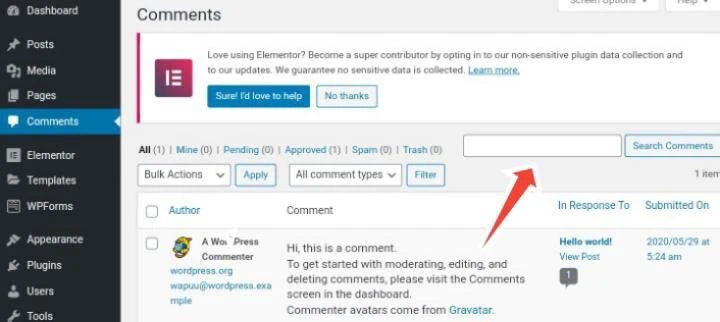 Dashboard
Posts
Media
Pages
Comments
Elementor
Templates
WPForms
Appearance
Plugins
Users
Tools
Screen Options
Help
Comments
Love using Elementor? Become a super contributor by opting in to our non-sensitive plugin data collection and
to our updates. We guarantee no sensitive data is collected. Learn more.
Sure! I'd love to help
No thanks
All (1) | Mine (0) | Pending (0) | Approved (1) | Spam (0) | Trash (0)
Search Comments
Bulk Actions
Apply
All comment types
Filter
1 item
Author
Comment
In Response To
Submitted On
A WordPress
Commenter
wordpress.org
wapuu@wordpress.exa
mple
Hi, this is a comment.
To get started with moderating, editing, and
deleting comments, please visit the Comments
screen in the dashboard.
Commenter avatars come from Gravatar.
Hello world!
View Post
1
2020/05/29 at
5:24 am